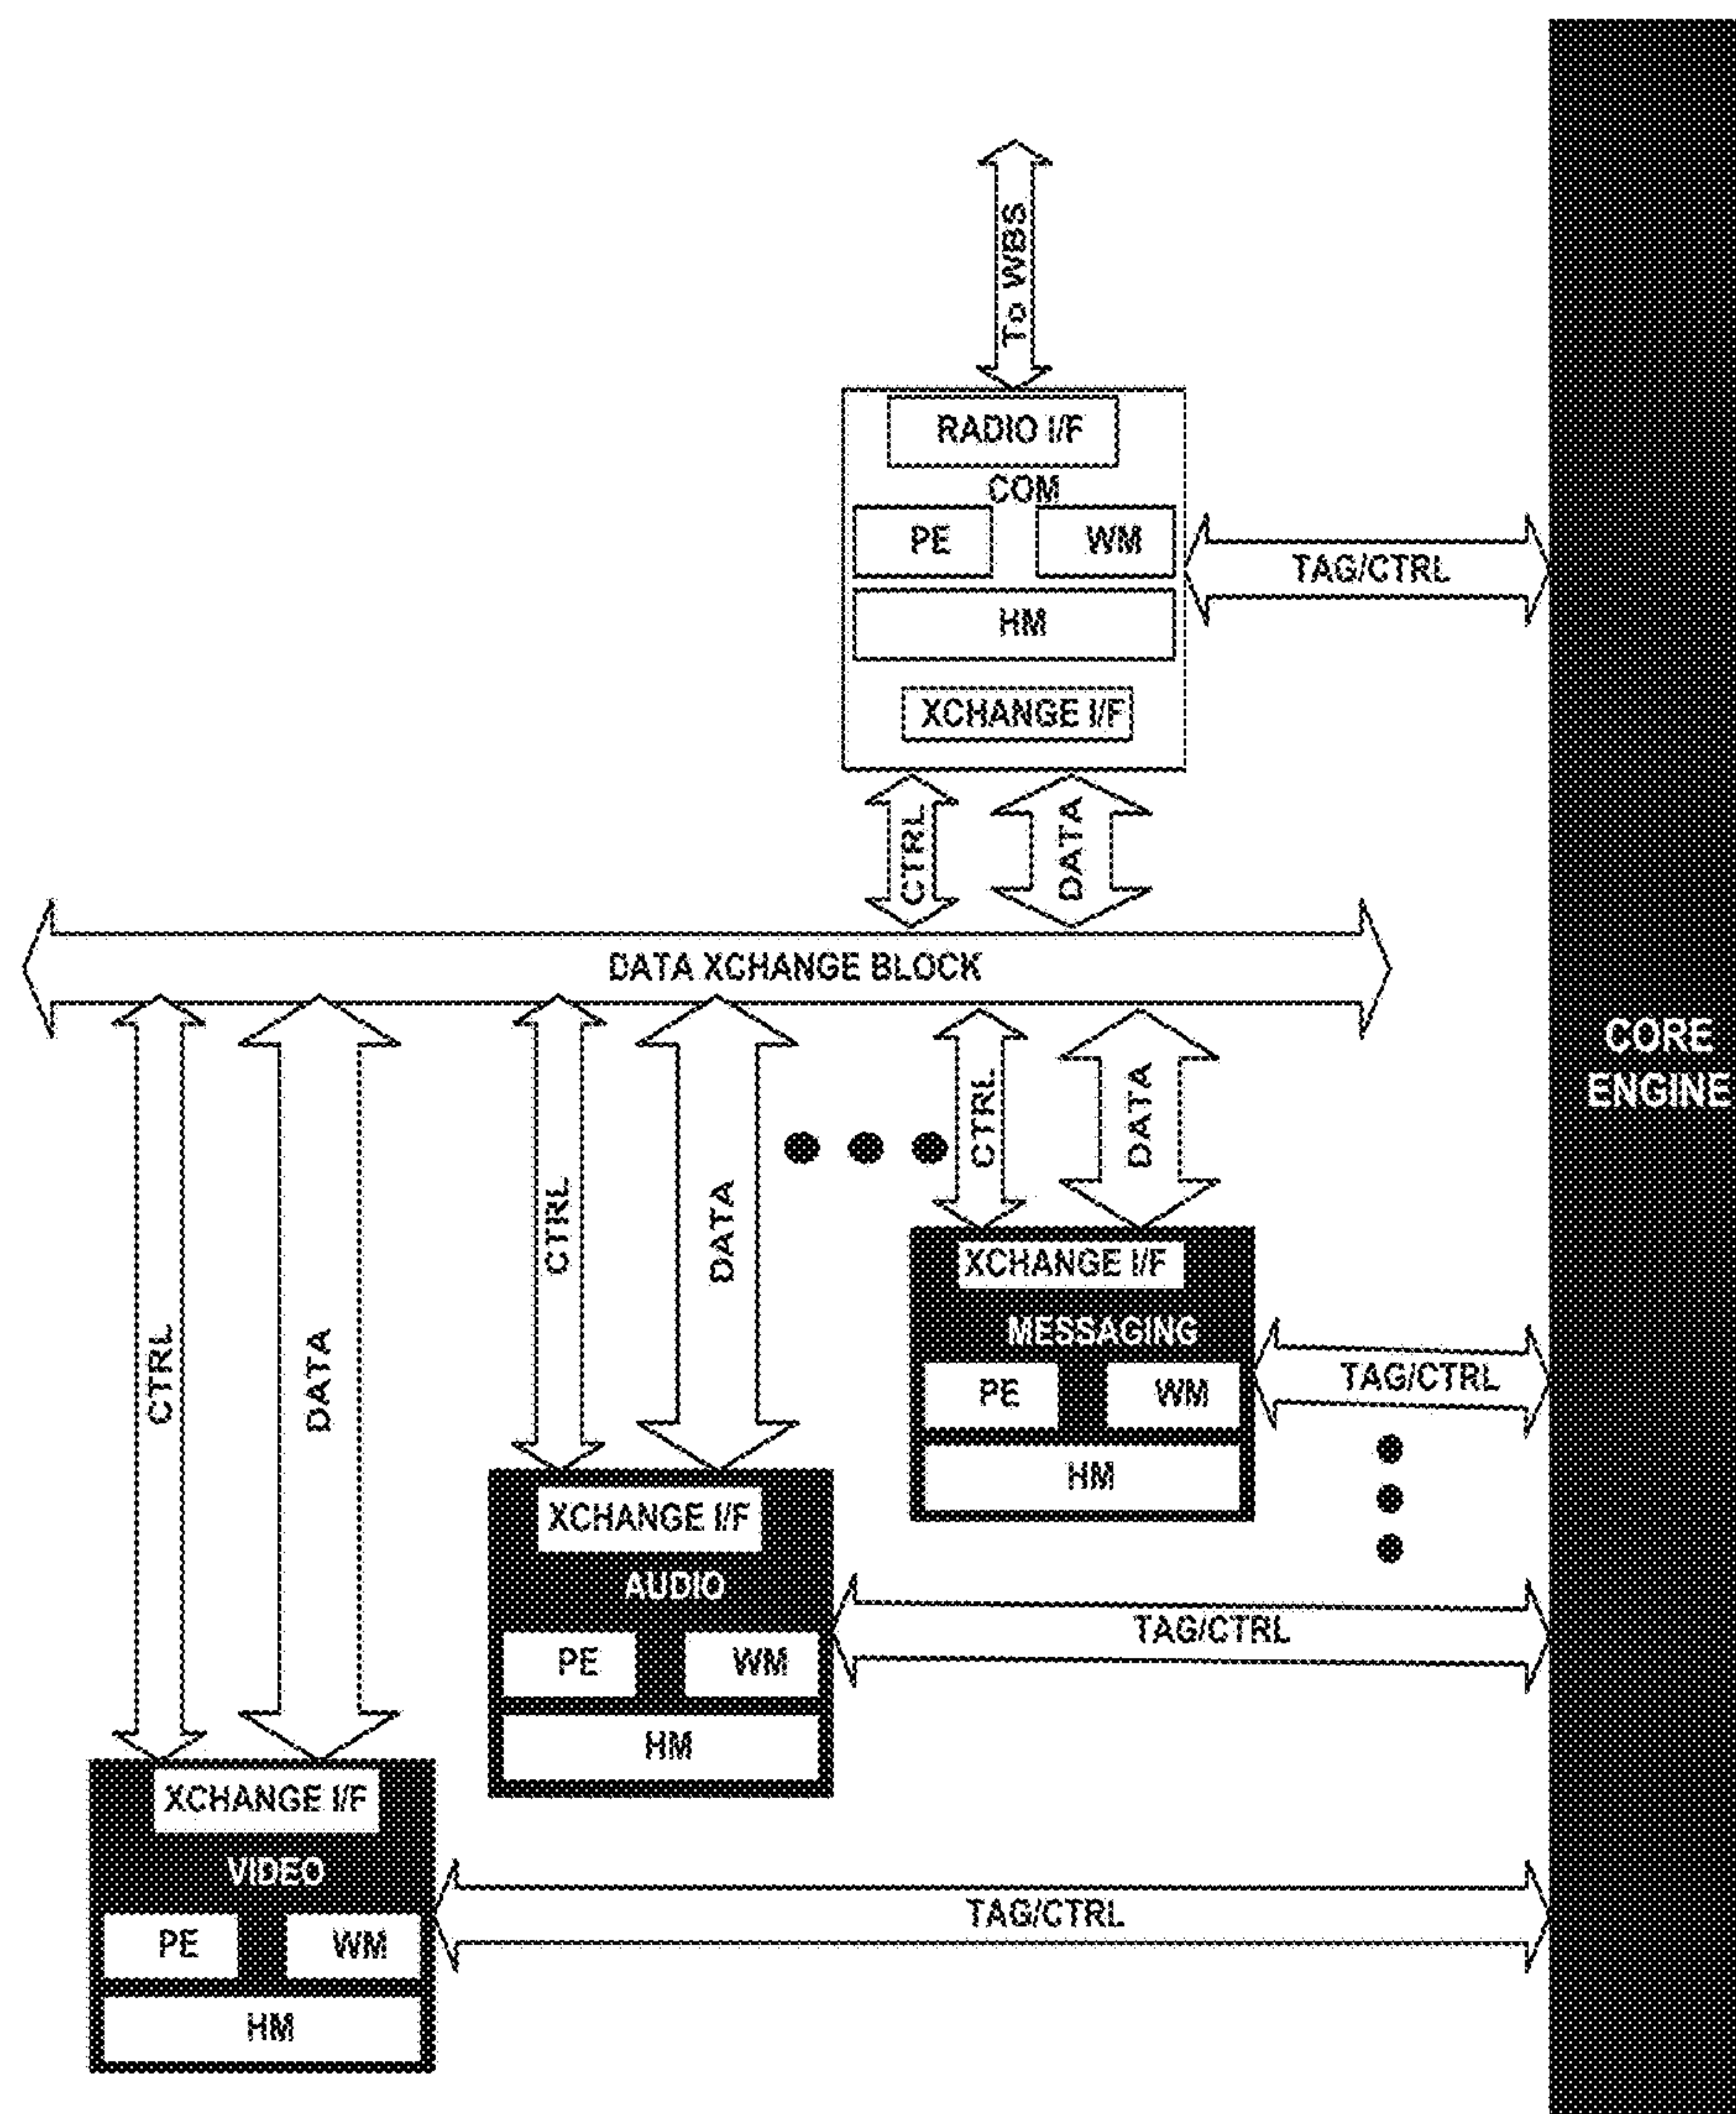 To WBS
RADIO I/F
COM
PE
WM
TAG/CTRL
HM
XCHANGE I/F
CTRL
DATA
DATA XCHANGE BLOCK
CORE
ENGINE
CTRL
DATA
CTRL
DATA
CTRL
DATA
XCHANGE I/F
MESSAGING
PE
WM
HM
TAG/CTRL
XCHANGE I/F
AUDIO
PE
WM
HM
TAG/CTRL
XCHANGE I/F
VIDEO
PE
WM
HM
TAG/CTRL